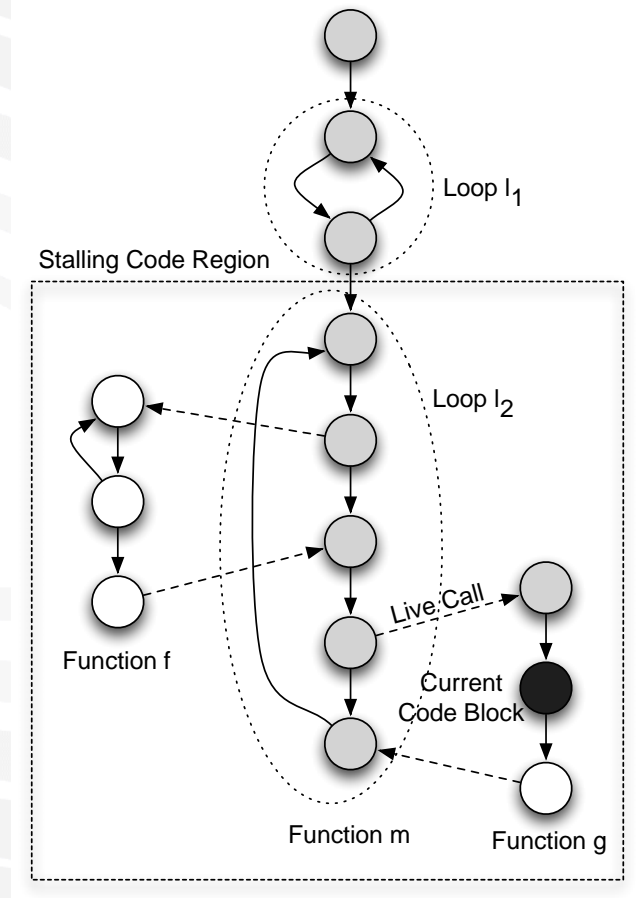 Loop l1
Stalling Code Region
Loop l2
Live Call
Function f
Current
Code Block
Function m
Function g